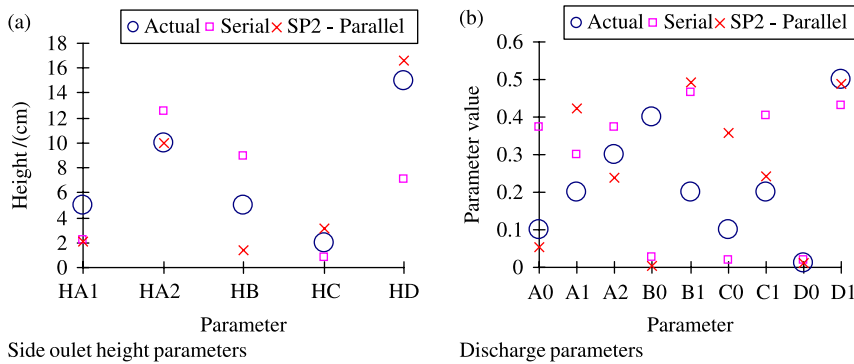 (a)
Actual Serial SP2 - Parallel
18
16
14
12
10
8
6
4
2
0
Height /(cm)
HA1 HA2 HB HC HD
Parameter
Side oulet height parameters
(b)
Actual Serial SP2 - Parallel
0.6
0.5
0.4
0.3
0.2
0.1
0
Parameter value
A0 A1 A2 B0 B1 C0 C1 D0 D1
Parameter
Discharge parameters